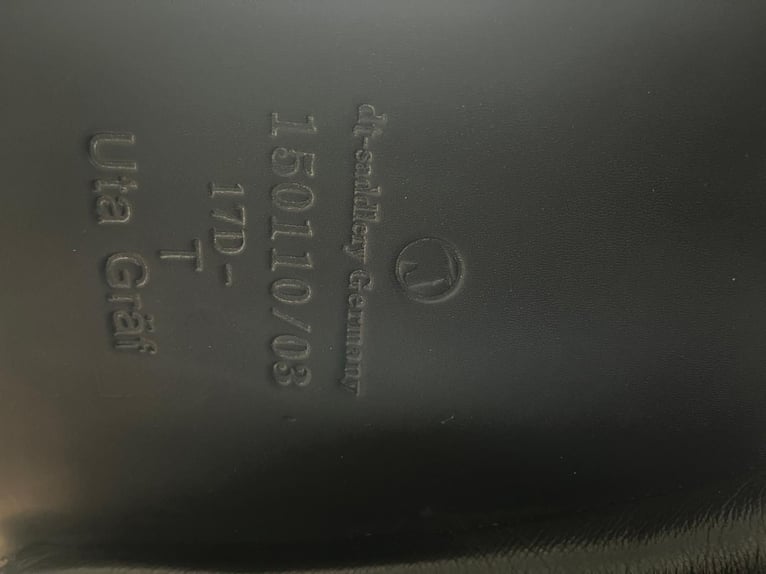 dt-saddlery Germany
150110/03
17D-
T
Uta Gräf